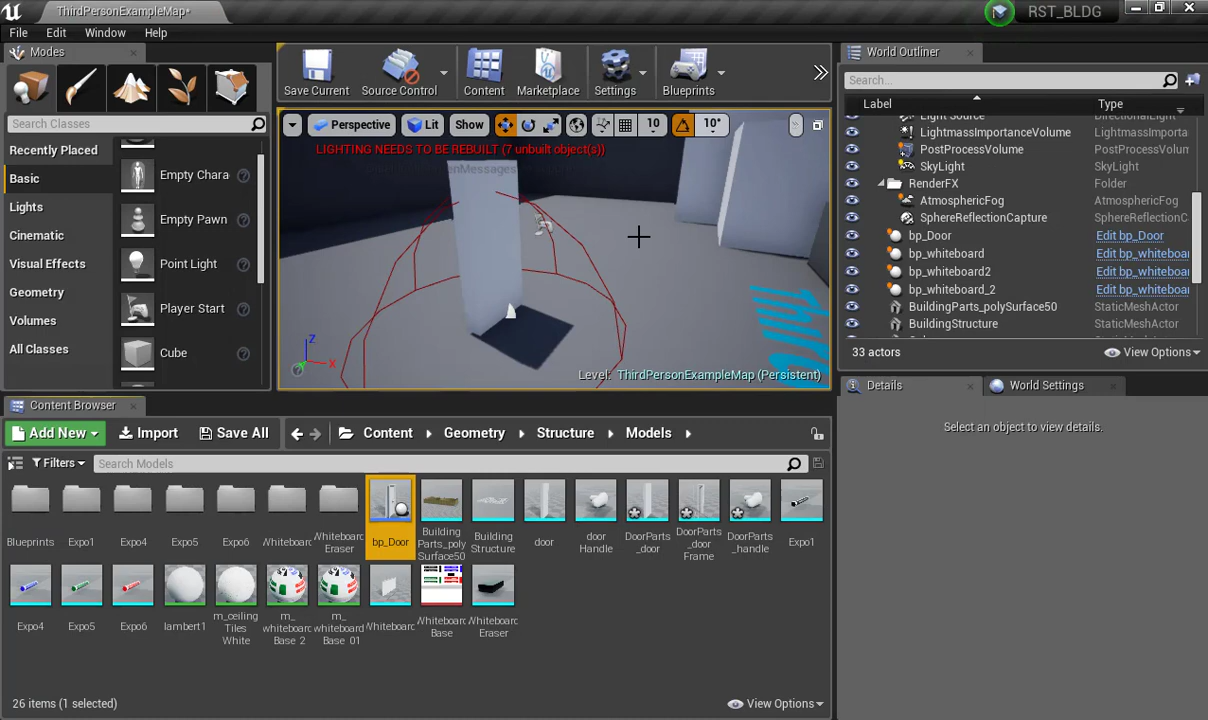 ThirdPersonExampleMap*
RST_BLDG
File Edit Window Help
Modes
Search Classes
Recently Placed
Basic
Lights
Cinematic
Visual Effects
Geometry
Volumes
All Classes
Empty Chara
Empty Pawn
Point Light
Player Start
Cube
Save Current
Source Control
Content
Marketplace
Settings
Blueprints
Perspective
Lit
Show
10
10°
LIGHTING NEEDS TO BE REBUILT (7 unbuilt object(s))
Level: ThirdPersonExampleMap (Persistent)
Z
X
World Outliner
Search...
Label Type
Light Source DirectionalLight
LightmassImportanceVolume LightmassImportanc
PostProcessVolume PostProcessVolum
SkyLight SkyLight
RenderFX Folder
AtmosphericFog AtmosphericFog
SphereReflectionCapture SphereReflectionC
bp_Door Edit bp_Door
bp_whiteboard Edit bp_whiteboar
bp_whiteboard2 Edit bp_whiteboar
bp_whiteboard_2 Edit bp_whiteboar
BuildingParts_polySurface50 StaticMeshActor
BuildingStructure StaticMeshActor
33 actors
View Options
Details
World Settings
Select an object to view details.
Content Browser
Add New
Import
Save All
Content
Geometry
Structure
Models
Filters
Search Models
Blueprints
Expo1
Expo4
Expo5
Expo6
Whiteboard
Whiteboard
Eraser
bp_Door
Building
Parts_poly
Surface50
Building
Structure
door
door
Handle
DoorParts
_door
DoorParts
_door
Frame
DoorParts
_handle
Expo1
Expo4
Expo5
Expo6
lambert1
m_ceiling
Tiles
White
m_
whiteboard
Base_2
m_
whiteboard
Base_01
Whiteboard
Whiteboard
Base
Whiteboard
Eraser
26 items (1 selected)
View Options